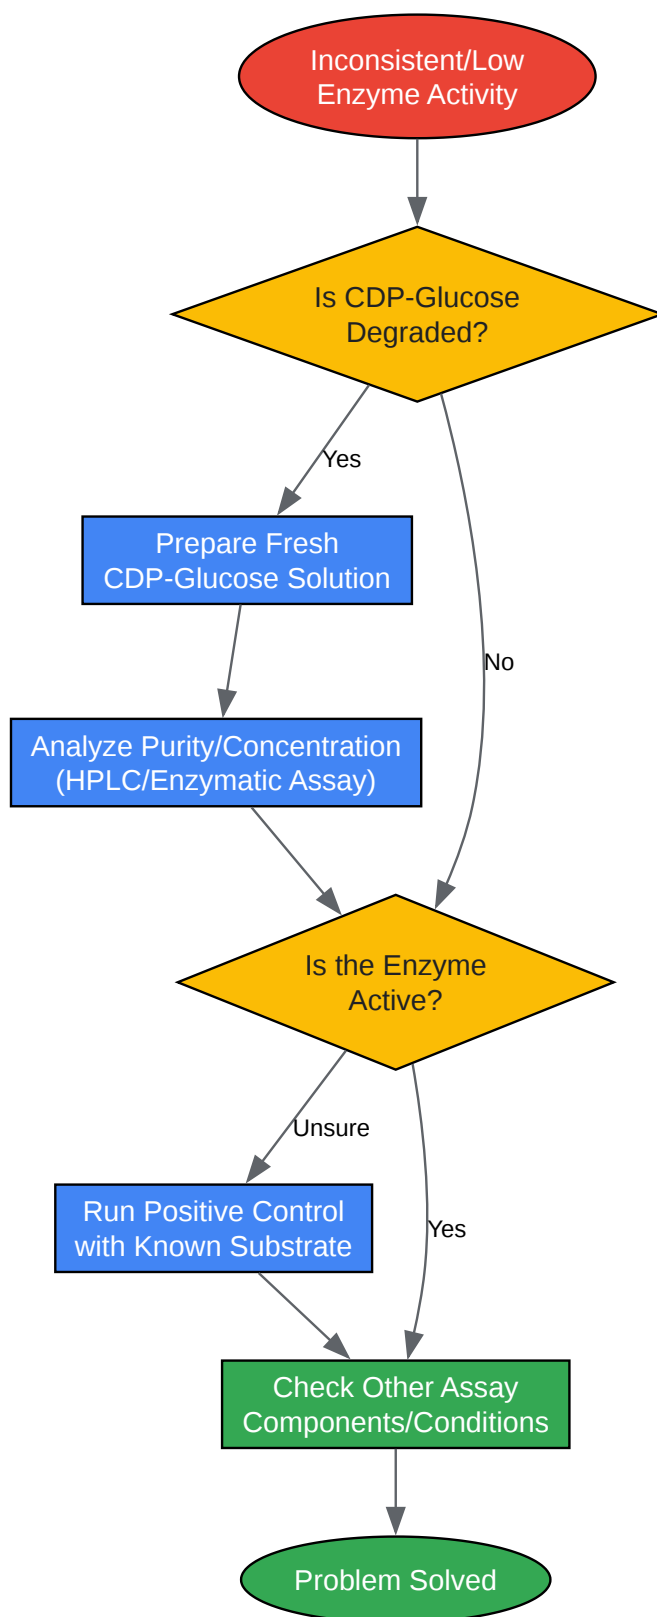 Inconsistent/Low
Enzyme Activity
Is CDP-Glucose
Degraded?
Yes
Prepare Fresh
CDP-Glucose Solution
No
Analyze Purity/Concentration
(HPLC/Enzymatic Assay)
Is the Enzyme
Active?
Unsure
Run Positive Control
with Known Substrate
Yes
Check Other Assay
Components/Conditions
Problem Solved